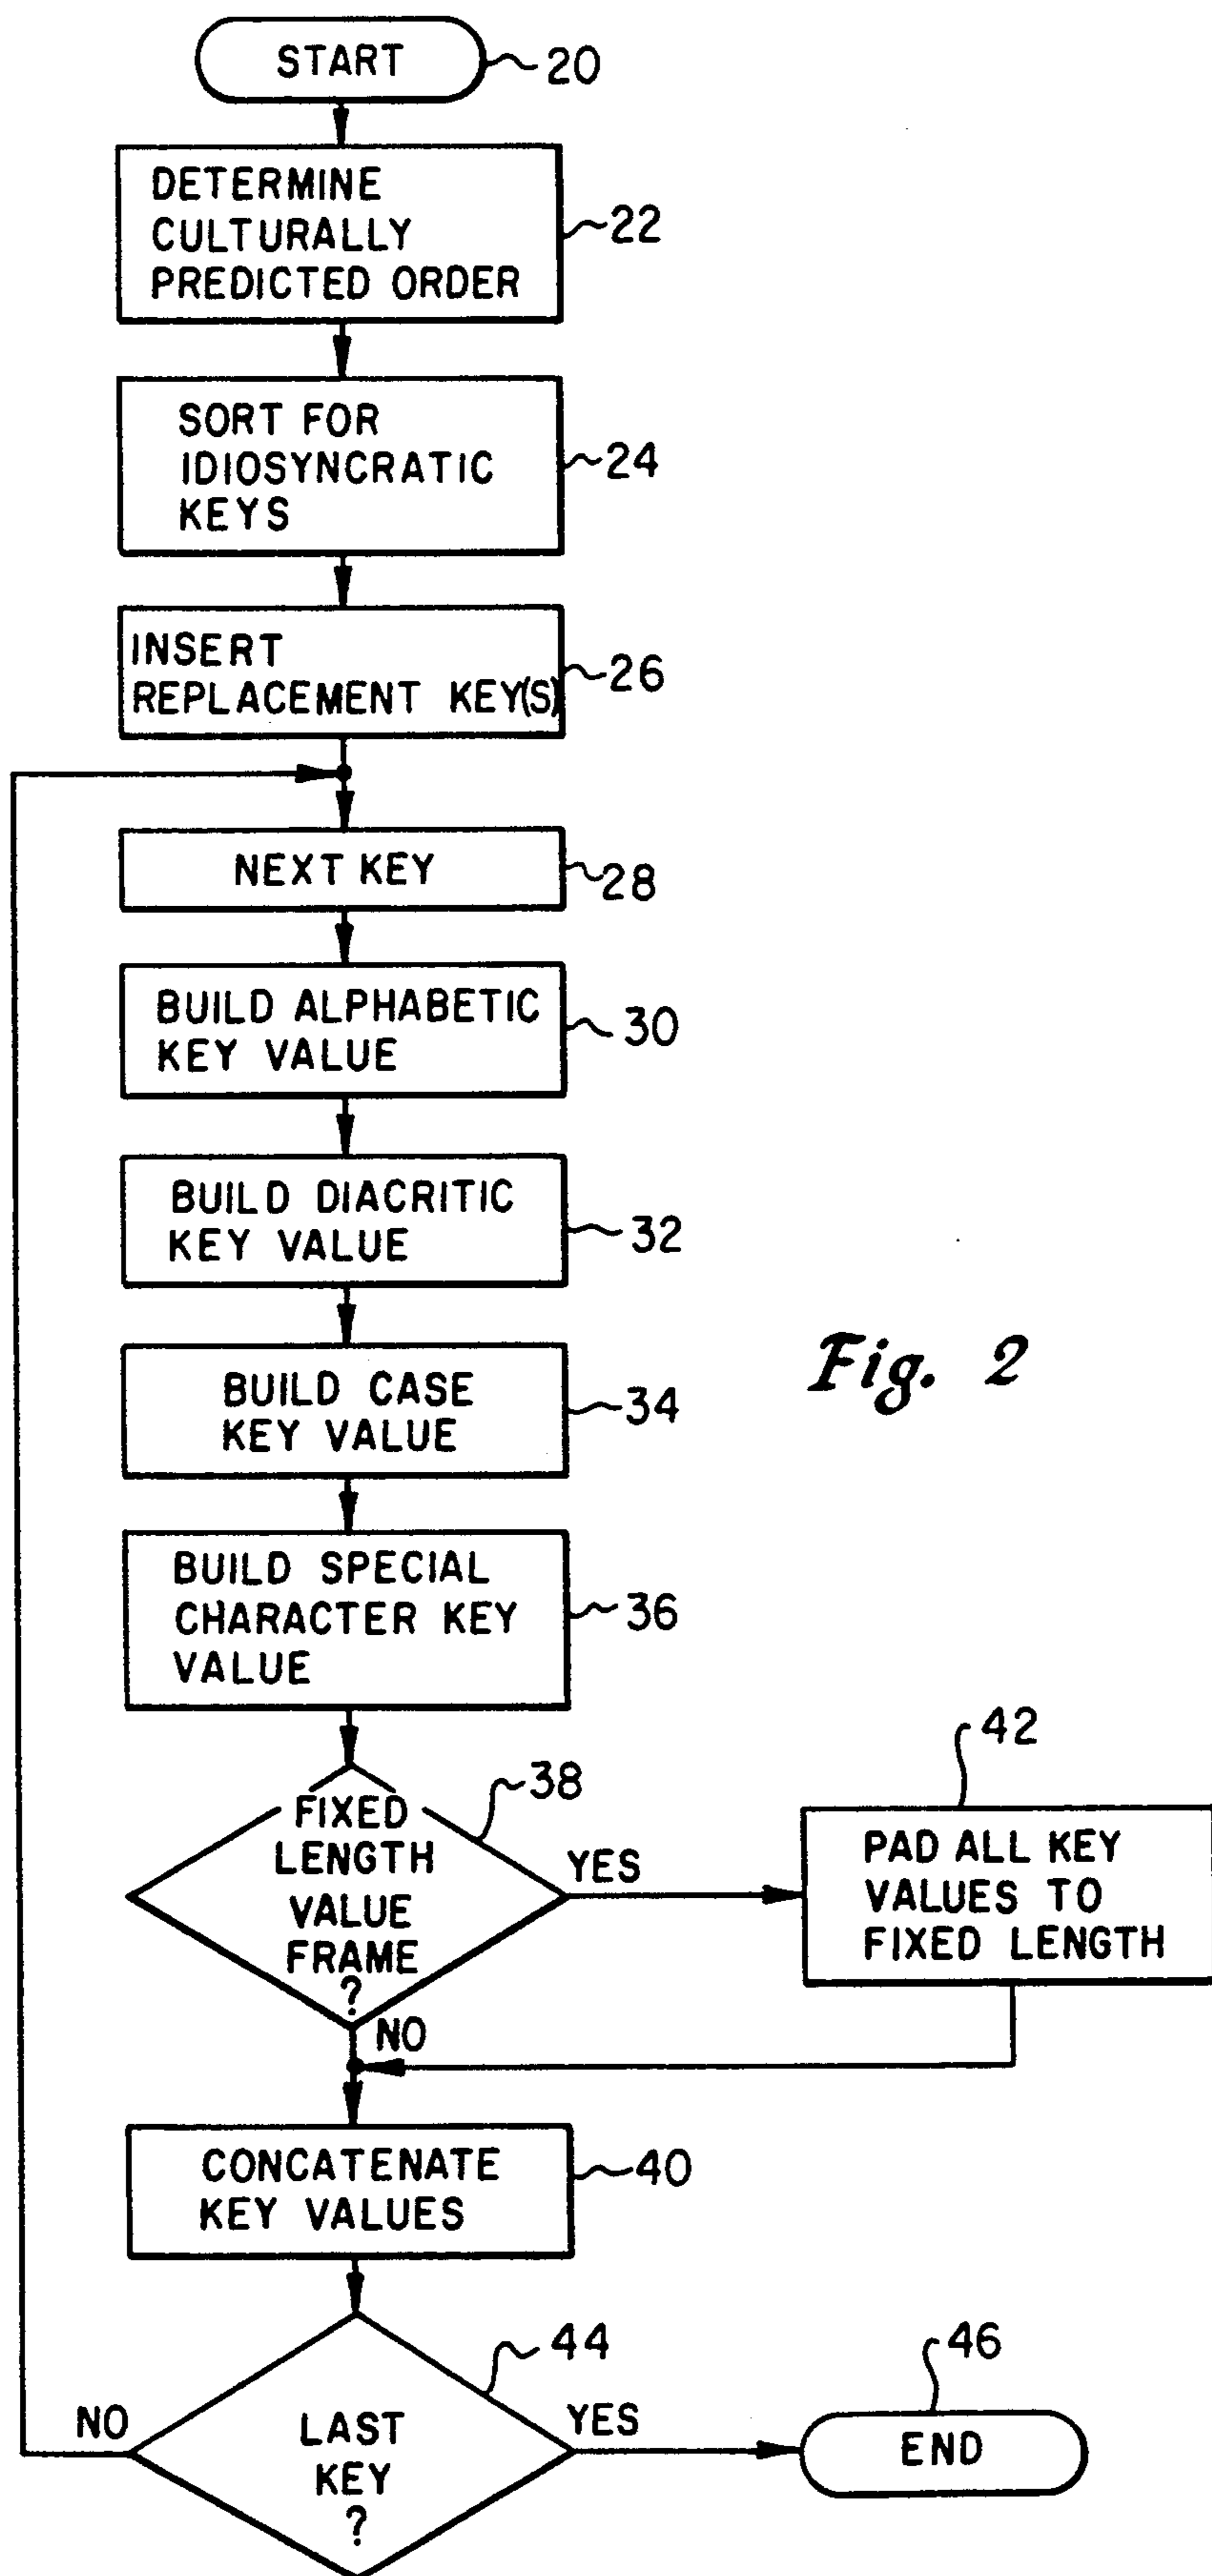 START
20
DETERMINE
CULTURALLY
PREDICTED ORDER
22
SORT FOR
IDIOSYNCRATIC
KEYS
24
INSERT
REPLACEMENT KEY(S)
26
NEXT KEY
28
BUILD ALPHABETIC
KEY VALUE
30
BUILD DIACRITIC
KEY VALUE
32
Fig. 2
BUILD CASE
KEY VALUE
34
BUILD SPECIAL
CHARACTER KEY
VALUE
36
FIXED
LENGTH
VALUE
FRAME
?
38
YES
42
PAD ALL KEY
VALUES TO
FIXED LENGTH
NO
CONCATENATE
KEY VALUES
40
LAST
KEY
?
44
NO
YES
46
END